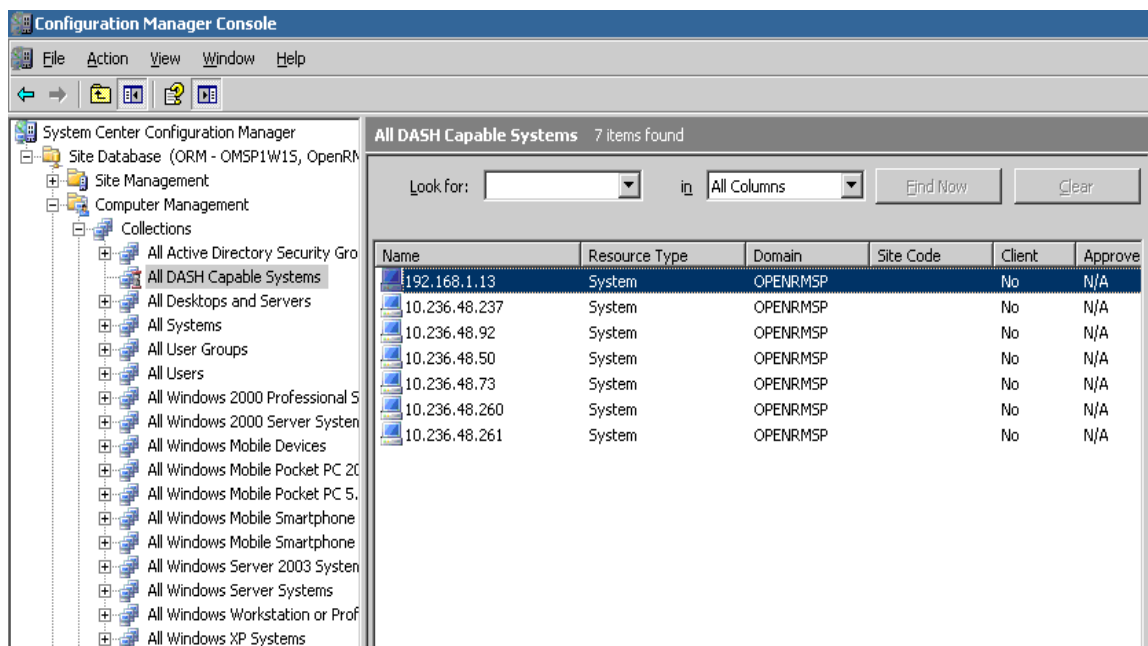 Configuration Manager Console
File Action View Window Help
System Center Configuration Manager
Site Database (ORM - OMSP1W1S, OpenRM
Site Management
Computer Management
Collections
All Active Directory Security Gro
All DASH Capable Systems
All Desktops and Servers
All Systems
All User Groups
All Users
All Windows 2000 Professional S
All Windows 2000 Server System
All Windows Mobile Devices
All Windows Mobile Pocket PC 20
All Windows Mobile Pocket PC 5.
All Windows Mobile Smartphone
All Windows Mobile Smartphone
All Windows Server 2003 System
All Windows Server Systems
All Windows Workstation or Prof
All Windows XP Systems
All DASH Capable Systems 7 items found
Look for: in All Columns Find Now Clear
Name Resource Type Domain Site Code Client Approve
192.168.1.13 System OPENRMSP No N/A
10.236.48.237 System OPENRMSP No N/A
10.236.48.92 System OPENRMSP No N/A
10.236.48.50 System OPENRMSP No N/A
10.236.48.73 System OPENRMSP No N/A
10.236.48.260 System OPENRMSP No N/A
10.236.48.261 System OPENRMSP No N/A